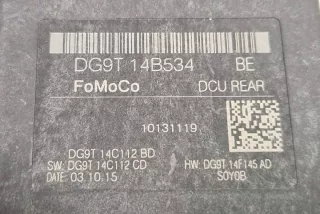 DG9T 14B534 BE
FoMoCo DCU REAR
10131119
DG9T 14C112 BD
SW: DG9T 14C112 CD HW: DG9T 14F145 AD
DATE: 03.10.15 S0Y0B